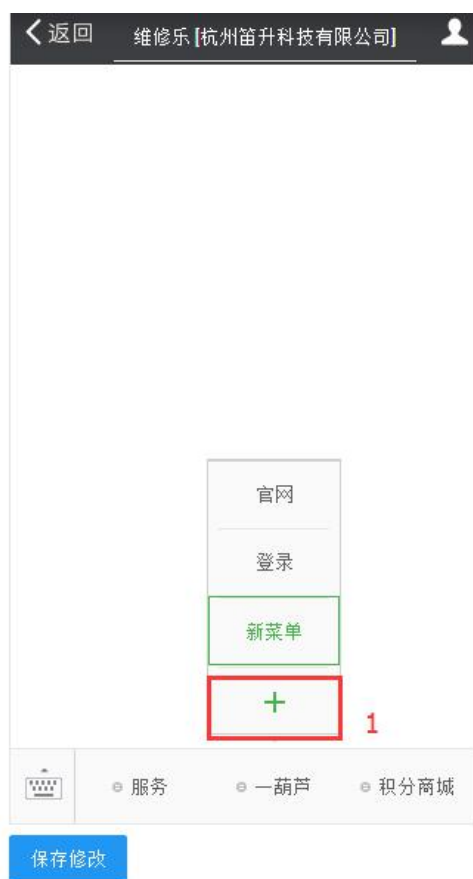 返回 维修乐 [杭州笛升科技有限公司]
官网
登录
新菜单
+
1
服务 一葫芦 积分商城
保存修改